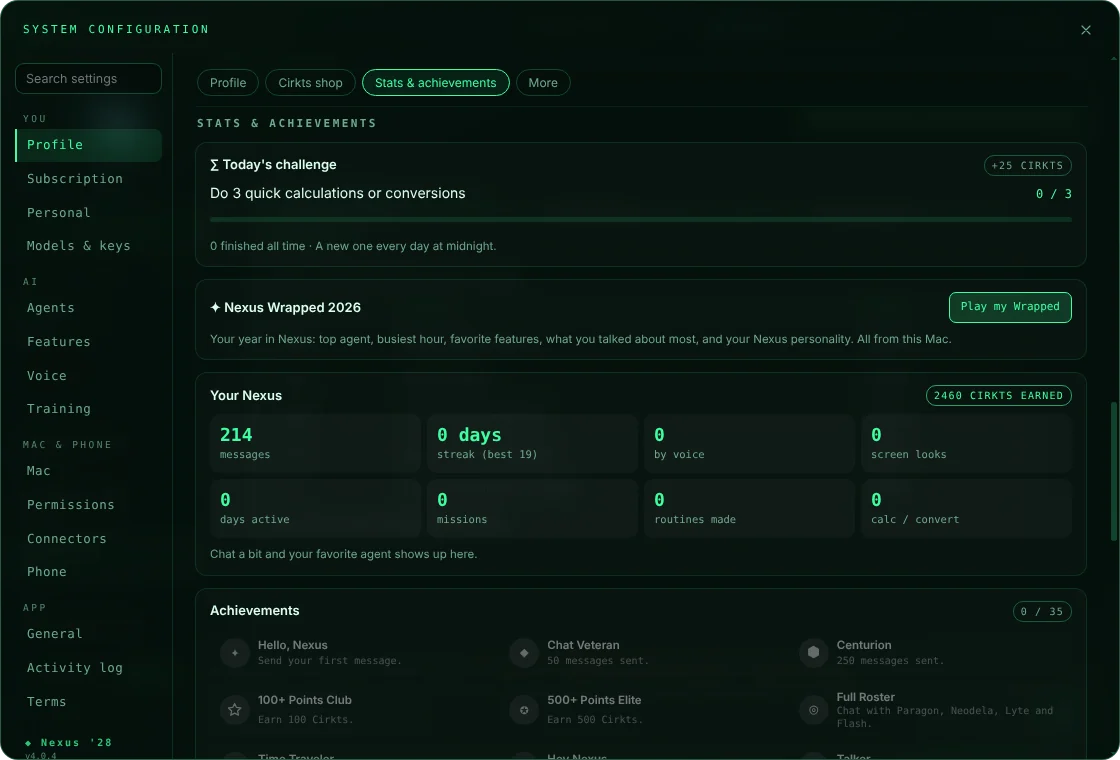 SYSTEM CONFIGURATION
Search settings
YOU
Profile
Subscription
Personal
Models & keys
AI
Agents
Features
Voice
Training
MAC & PHONE
Mac
Permissions
Connectors
Phone
APP
General
Activity log
Terms
◆ Nexus '28
v4.0.4
Profile
Cirkts shop
Stats & achievements
More
STATS & ACHIEVEMENTS
∑ Today's challenge
+25 CIRKTS
Do 3 quick calculations or conversions
0 / 3
0 finished all time · A new one every day at midnight.
✦ Nexus Wrapped 2026
Play my Wrapped
Your year in Nexus: top agent, busiest hour, favorite features, what you talked about most, and your Nexus personality. All from this Mac.
Your Nexus
2460 CIRKTS EARNED
214
messages
0 days
streak (best 19)
0
by voice
0
screen looks
0
days active
0
missions
0
routines made
0
calc / convert
Chat a bit and your favorite agent shows up here.
Achievements
0 / 35
Hello, Nexus
Send your first message.
Chat Veteran
50 messages sent.
Centurion
250 messages sent.
100+ Points Club
Earn 100 Cirkts.
500+ Points Elite
Earn 500 Cirkts.
Full Roster
Chat with Paragon, Neodela, Lyte and
Flash.
Time Traveler
Hey Nexus
Talker